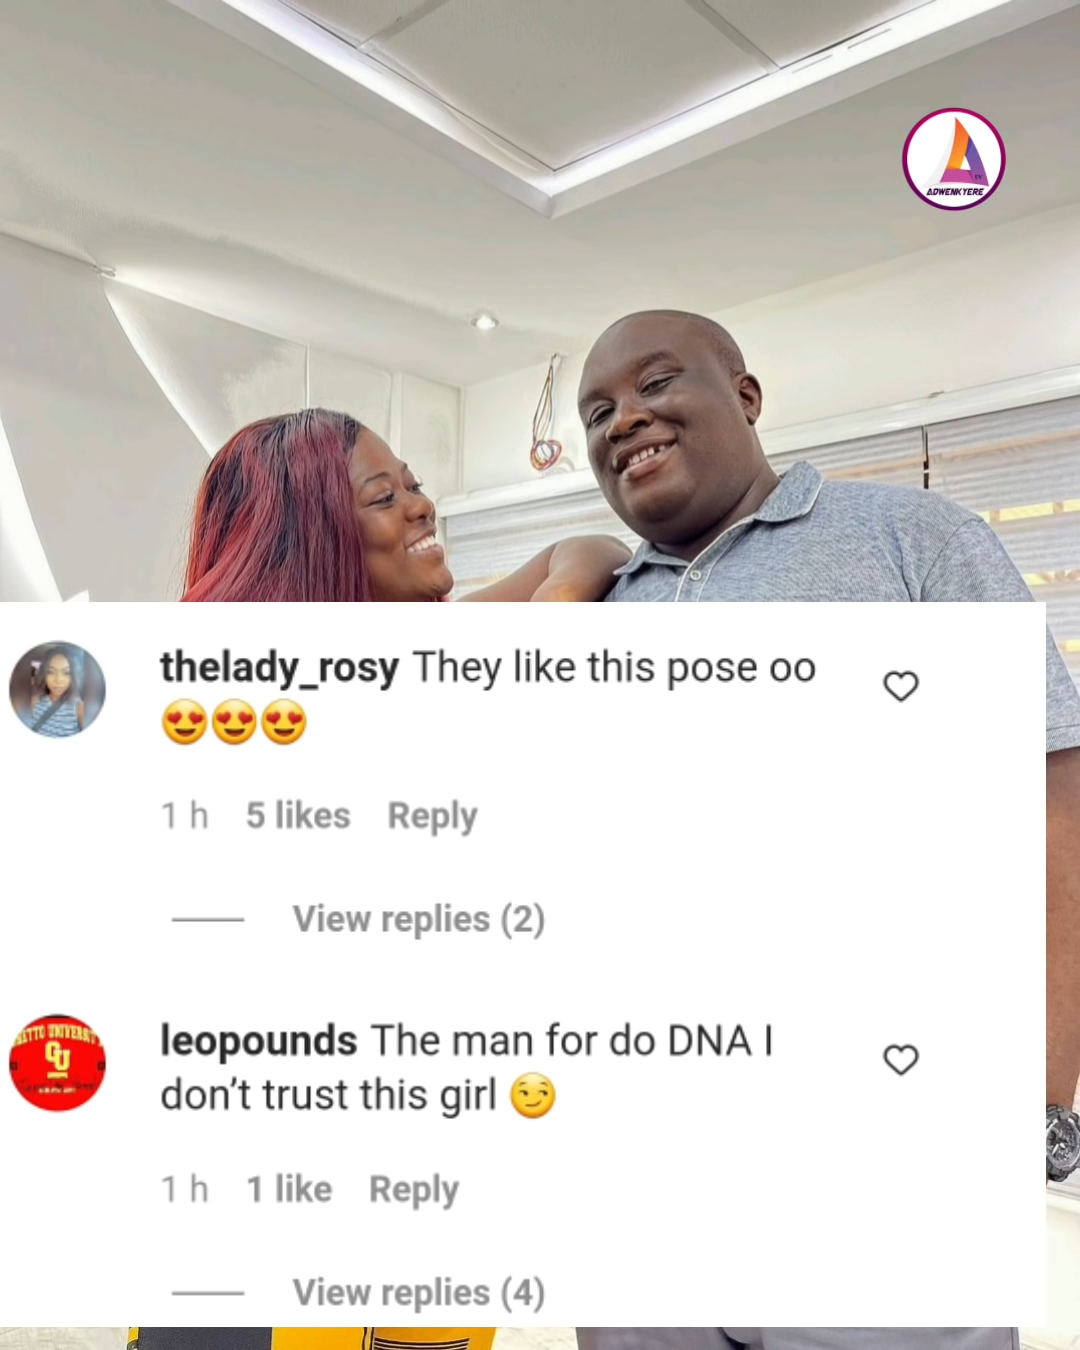 ADWENKYERE
thelady_rosy They like this pose oo
😍😍😍
1 h 5 likes Reply
View replies (2)
GU
leopounds The man for do DNA I
don't trust this girl 😏
1 h 1 like Reply
View replies (4)